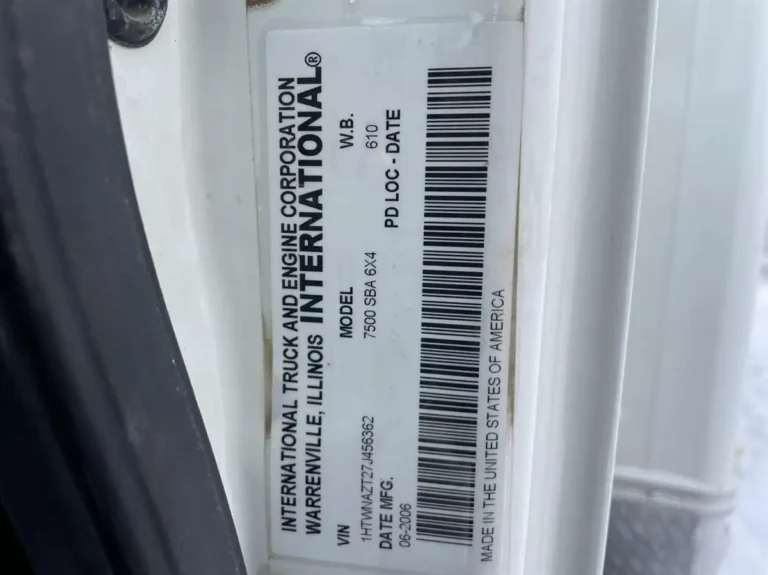 INTERNATIONAL TRUCK AND ENGINE CORPORATION
WARRENVILLE, ILLINOIS INTERNATIONAL®
VIN MODEL W.B.
1HTWNAZT27J456362 7500 SBA 6X4 610
DATE MFG. PD LOC - DATE
06-2006
MADE IN THE UNITED STATES OF AMERICA